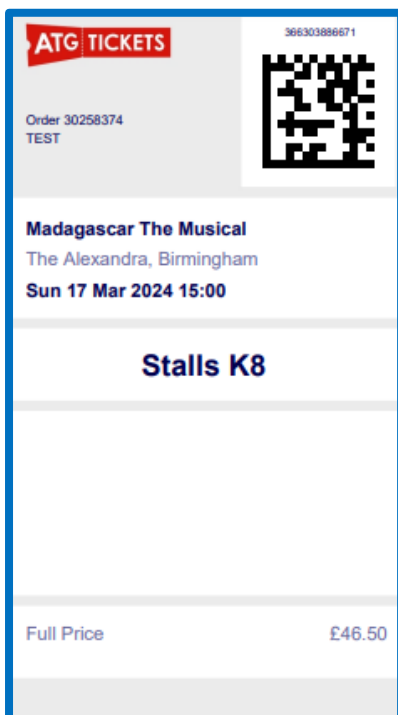 ATG TICKETS
366303886671
Order 30258374
TEST
Madagascar The Musical
The Alexandra, Birmingham
Sun 17 Mar 2024 15:00
Stalls K8
Full Price £46.50